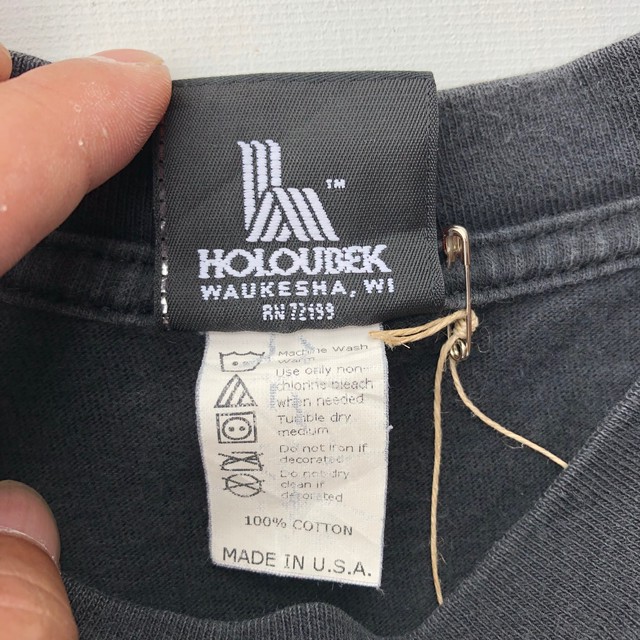 TM
HOLOUBEK
WAUKESHA, WI
RN 72199
Machine Wash
Warm
Use only non-
chlorine bleach
when needed
Tumble dry
medium
Do not iron if
decorated
Do not dry
clean if
decorated
100% COTTON
MADE IN U.S.A.